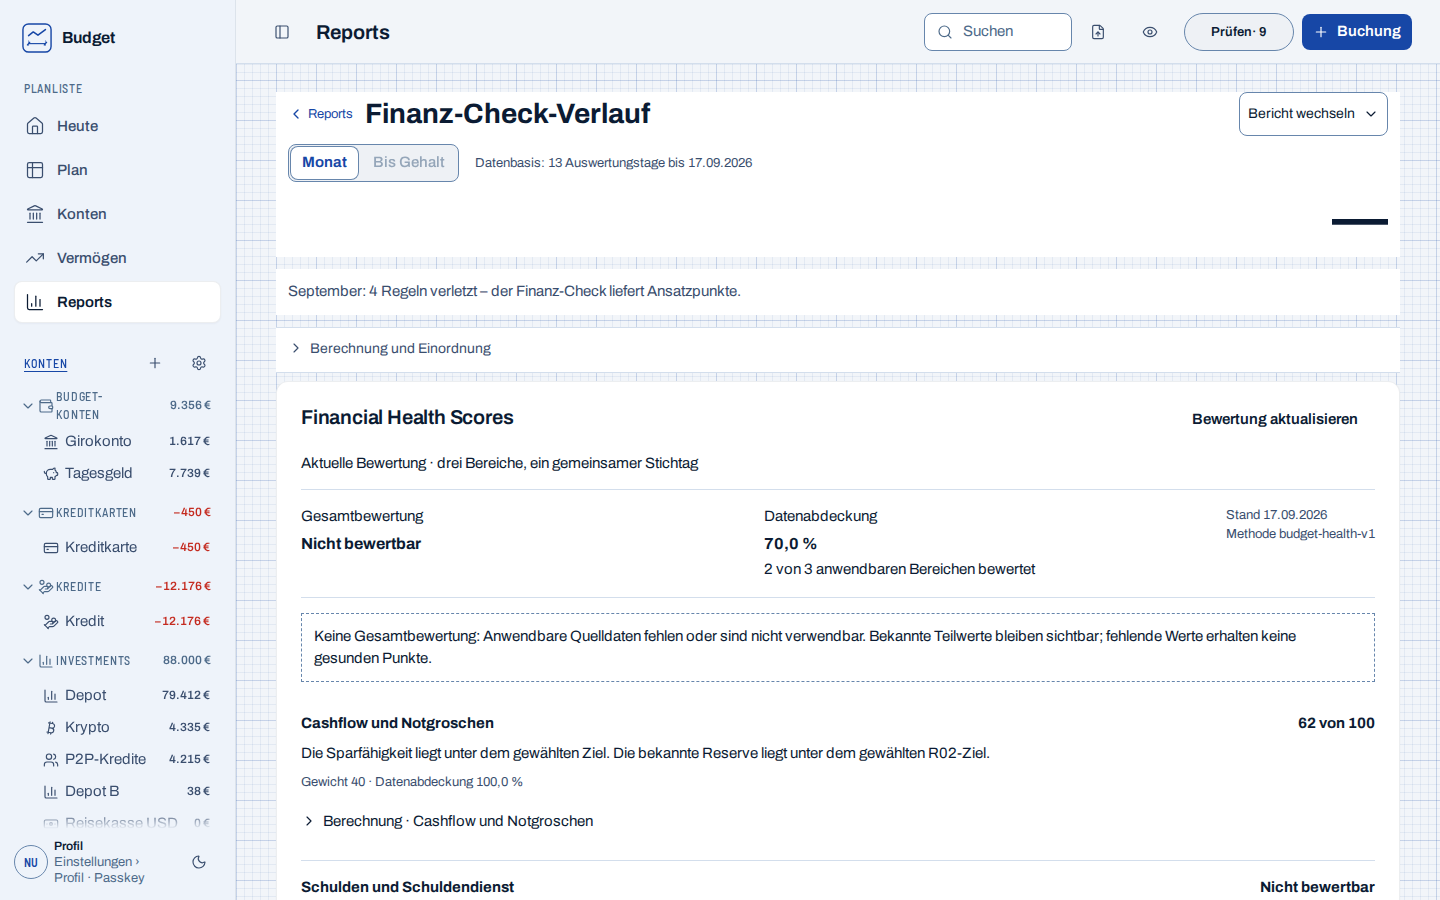 Budget
Reports
Suchen
Prüfen · 9
Buchung
PLANLISTE
Heute
Plan
Konten
Vermögen
Reports
KONTEN
BUDGET-
KONTEN
9.356 €
Girokonto 1.617 €
Tagesgeld 7.739 €
KREDITKARTEN −450 €
Kreditkarte −450 €
KREDITE −12.176 €
Kredit −12.176 €
INVESTMENTS 88.000 €
Depot 79.412 €
Krypto 4.335 €
P2P-Kredite 4.215 €
Depot B 38 €
Reisekasse USD 0 €
NU
Profil
Einstellungen ›
Profil · Passkey
Reports
Finanz-Check-Verlauf
Bericht wechseln
Monat
Bis Gehalt
Datenbasis: 13 Auswertungstage bis 17.09.2026
September: 4 Regeln verletzt – der Finanz-Check liefert Ansatzpunkte.
Berechnung und Einordnung
Financial Health Scores
Bewertung aktualisieren
Aktuelle Bewertung · drei Bereiche, ein gemeinsamer Stichtag
Gesamtbewertung
Nicht bewertbar
Datenabdeckung
70,0 %
2 von 3 anwendbaren Bereichen bewertet
Stand 17.09.2026
Methode budget-health-v1
Keine Gesamtbewertung: Anwendbare Quelldaten fehlen oder sind nicht verwendbar. Bekannte Teilwerte bleiben sichtbar; fehlende Werte erhalten keine
gesunden Punkte.
Cashflow und Notgroschen
62 von 100
Die Sparfähigkeit liegt unter dem gewählten Ziel. Die bekannte Reserve liegt unter dem gewählten R02-Ziel.
Gewicht 40 · Datenabdeckung 100,0 %
Berechnung · Cashflow und Notgroschen
Schulden und Schuldendienst
Nicht bewertbar